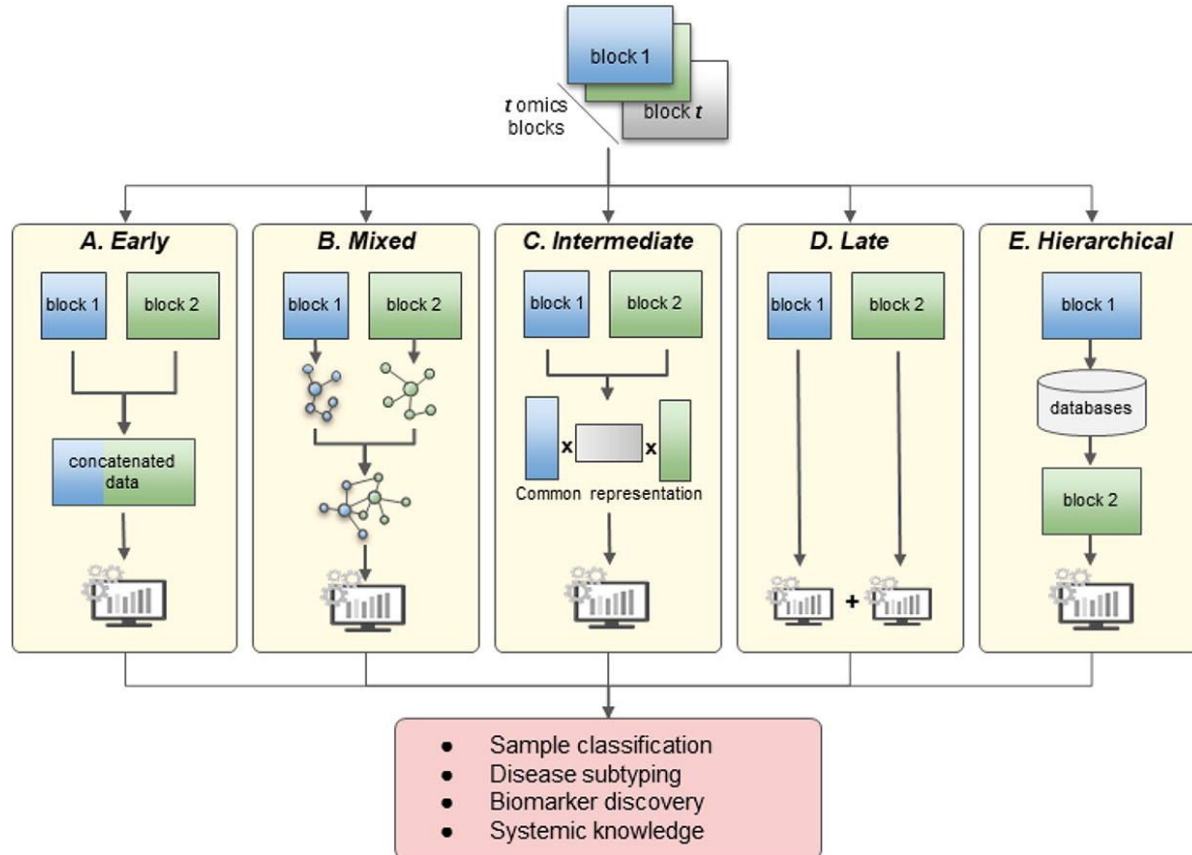 block 1
block t
t omics
blocks
A. Early
block 1
block 2
concatenated
data
B. Mixed
block 1
block 2
C. Intermediate
block 1
block 2
x
x
Common representation
D. Late
block 1
block 2
+
E. Hierarchical
block 1
databases
block 2
● Sample classification
● Disease subtyping
● Biomarker discovery
● Systemic knowledge